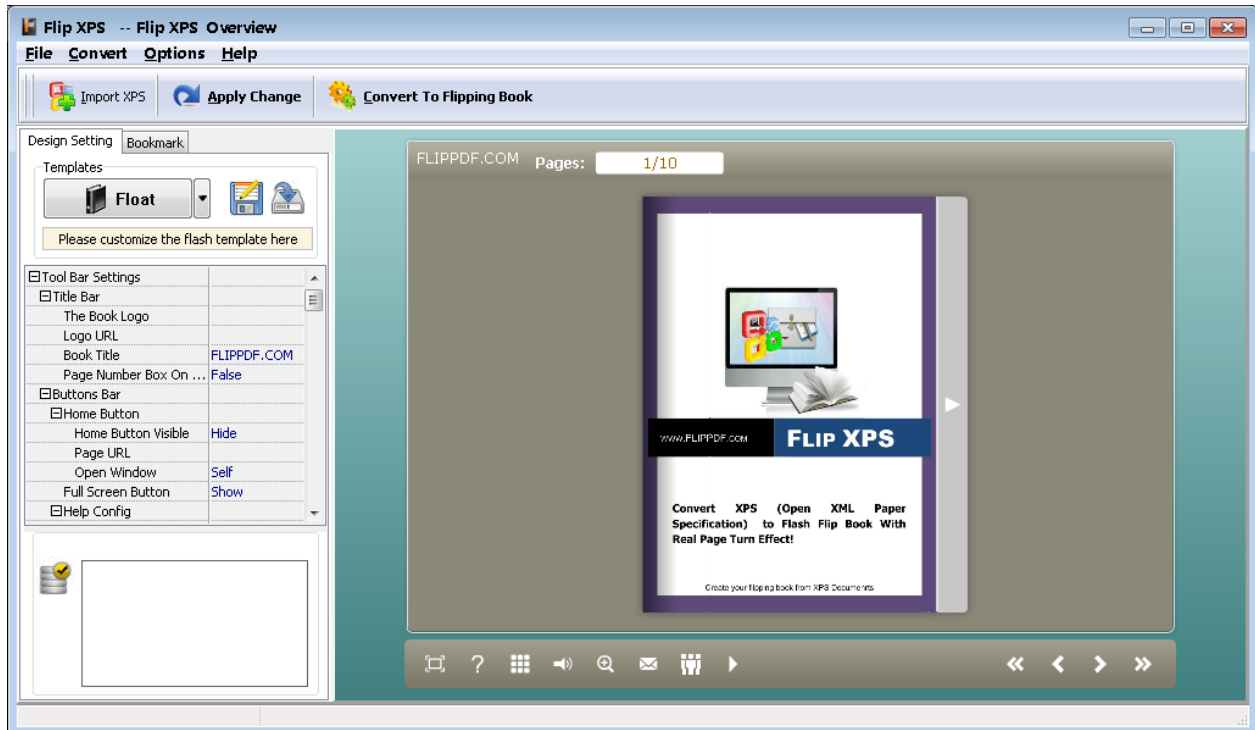 Flip XPS -- Flip XPS Overview
File Convert Options Help
Import XPS Apply Change Convert To Flipping Book
Design Setting Bookmark
Templates
Float
Please customize the flash template here
Tool Bar Settings
Title Bar
The Book Logo
Logo URL
Book Title FLIPPDF.COM
Page Number Box On ... False
Buttons Bar
Home Button
Home Button Visible Hide
Page URL
Open Window Self
Full Screen Button Show
Help Config
FLIPPDF.COM Pages: 1/10
WWW.FLIPPDF.COM FLIP XPS
Convert XPS (Open XML Paper
Specification) to Flash Flip Book With
Real Page Turn Effect!
Create your flipping book from XPS Documents